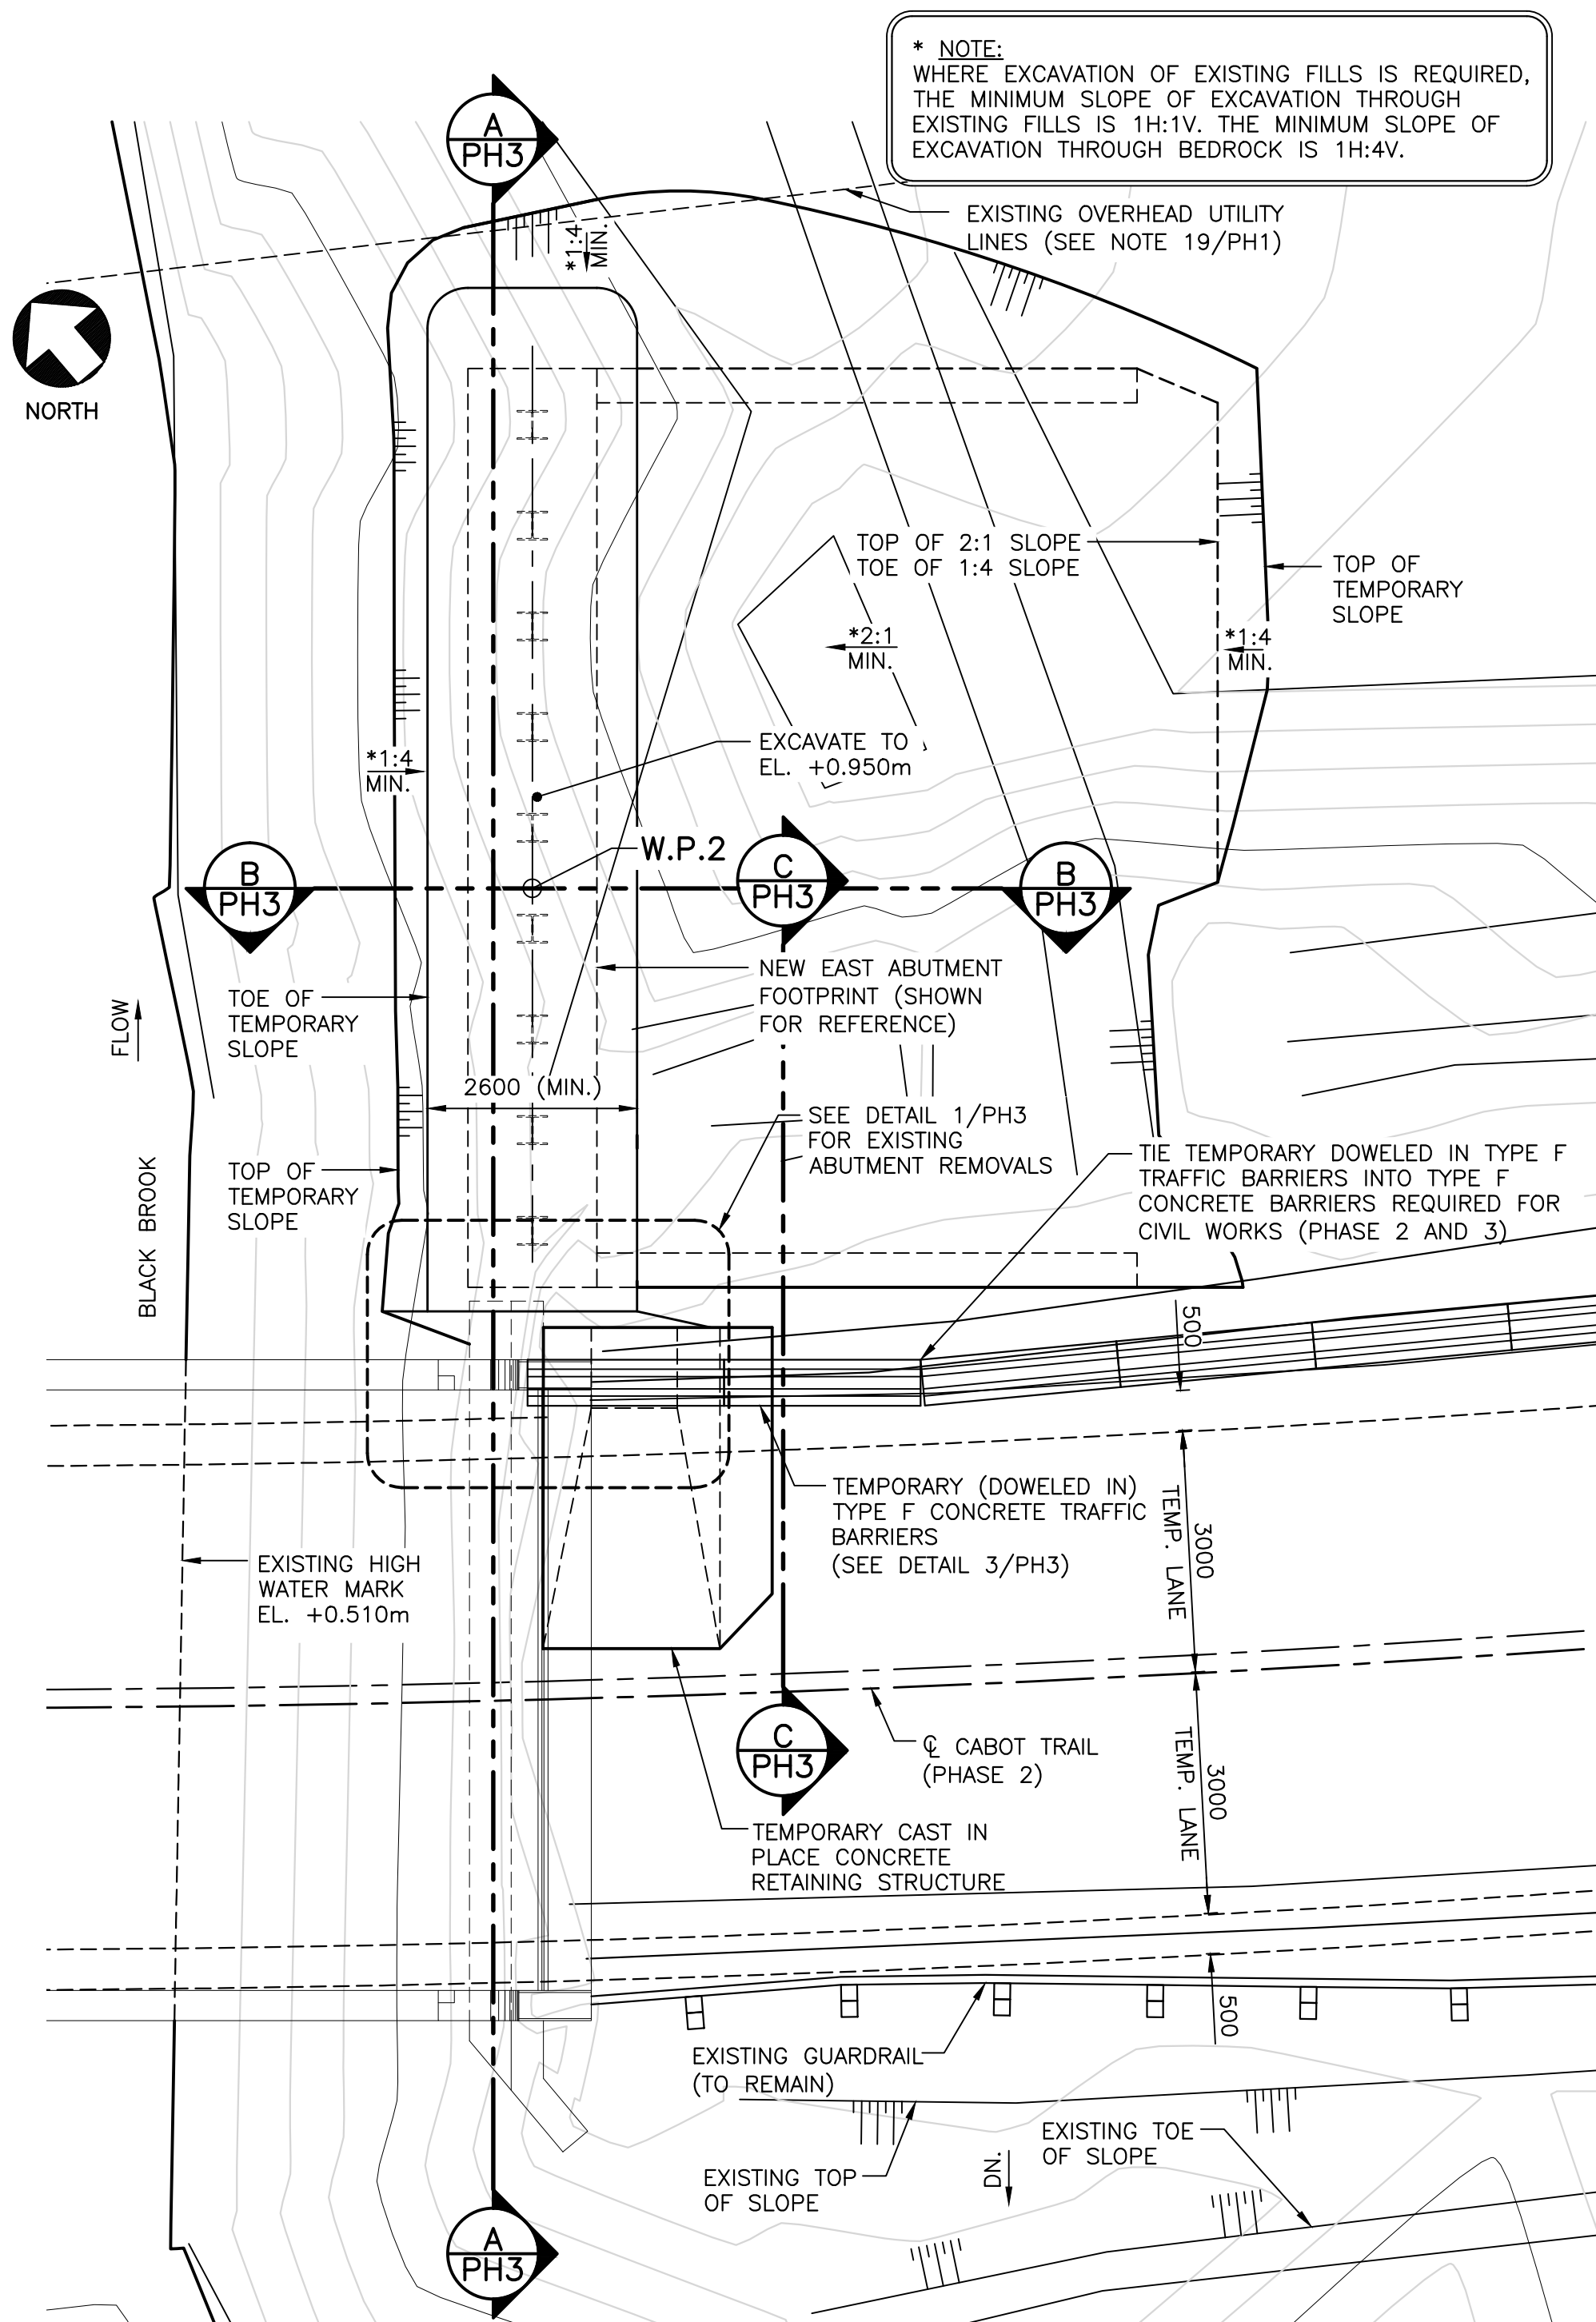 * NOTE:
WHERE EXCAVATION OF EXISTING FILLS IS REQUIRED,
THE MINIMUM SLOPE OF EXCAVATION THROUGH
EXISTING FILLS IS 1H:1V. THE MINIMUM SLOPE OF
EXCAVATION THROUGH BEDROCK IS 1H:4V.
A
PH3
EXISTING OVERHEAD UTILITY
LINES (SEE NOTE 19/PH1)
*1:4
MIN.
NORTH
TOP OF 2:1 SLOPE
TOE OF 1:4 SLOPE
TOP OF
TEMPORARY
SLOPE
*2:1
MIN.
*1:4
MIN.
EXCAVATE TO
EL. +0.950m
*1:4
MIN.
W.P.2
B
PH3
C
PH3
B
PH3
NEW EAST ABUTMENT
FOOTPRINT (SHOWN
FOR REFERENCE)
TOE OF
TEMPORARY
SLOPE
FLOW
2600 (MIN.)
SEE DETAIL 1/PH3
FOR EXISTING
ABUTMENT REMOVALS
TIE TEMPORARY DOWELED IN TYPE F
TRAFFIC BARRIERS INTO TYPE F
CONCRETE BARRIERS REQUIRED FOR
CIVIL WORKS (PHASE 2 AND 3)
TOP OF
TEMPORARY
SLOPE
BLACK BROOK
500
TEMPORARY (DOWELED IN)
TYPE F CONCRETE TRAFFIC
BARRIERS
(SEE DETAIL 3/PH3)
3000
TEMP. LANE
EXISTING HIGH
WATER MARK
EL. +0.510m
C
PH3
℄ CABOT TRAIL
(PHASE 2)
3000
TEMP. LANE
TEMPORARY CAST IN
PLACE CONCRETE
RETAINING STRUCTURE
500
EXISTING GUARDRAIL
(TO REMAIN)
EXISTING TOE
OF SLOPE
DN.
EXISTING TOP
OF SLOPE
A
PH3